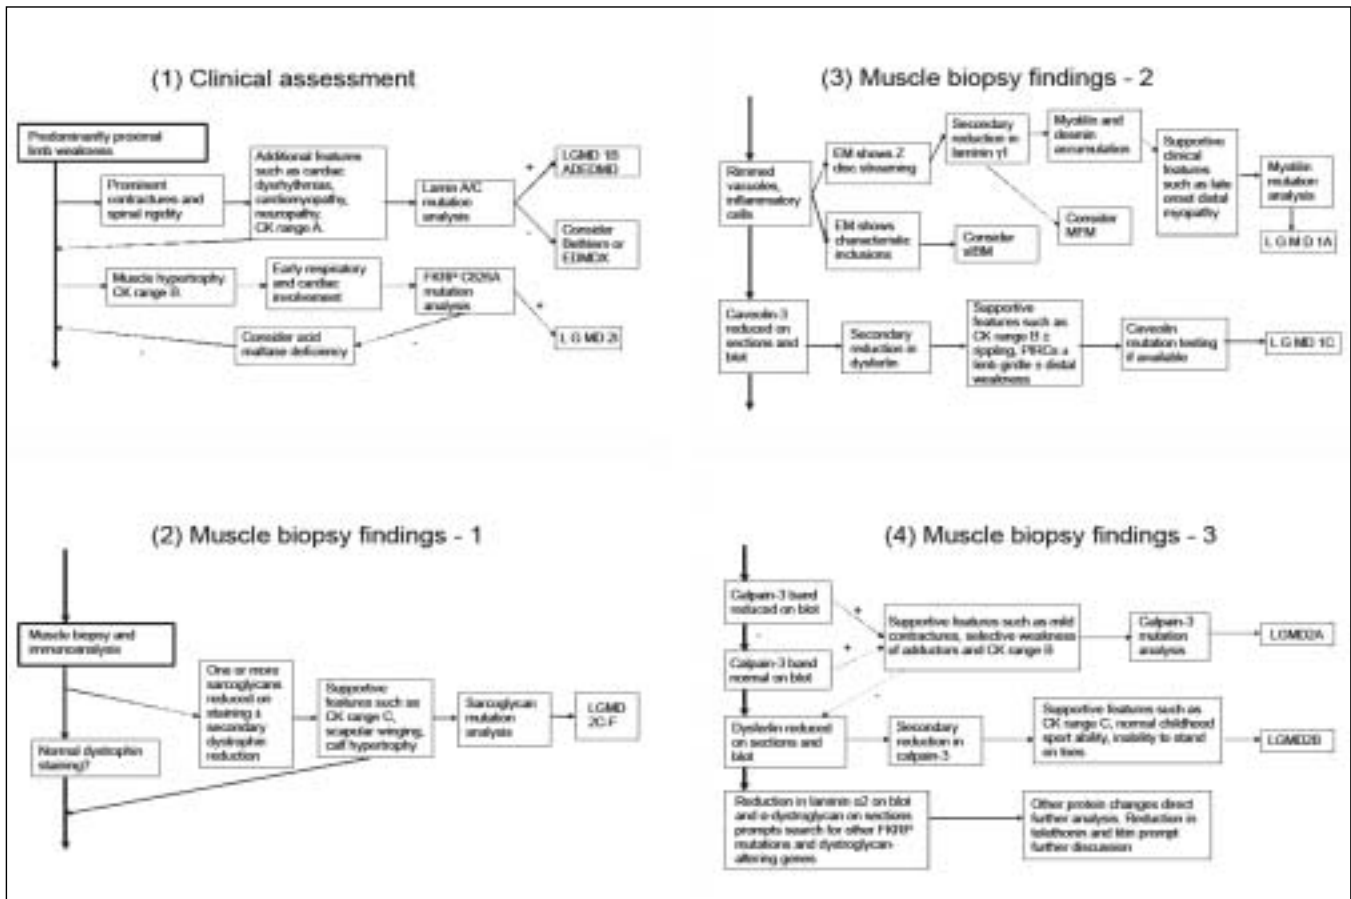 (1) Clinical assessment
Predominantly proximal
limb weakness
Prominent
contractures and
spinal rigidity
Additional features
such as cardiac
dysrhythmias,
cardiomyopathy,
neuropathy,
CK range A.
Lamin A/C
mutation
analysis
+
LGMD 1B
ADEDMD
-
Consider
Bethlem or
EDMDX
Muscle hypertrophy.
CK range B.
Early respiratory
and cardiac
involvement
FKRP C826A
mutation
analysis
+
L G MD 2I
Consider acid
maltase deficiency
-
(2) Muscle biopsy findings - 1
Muscle biopsy and
immunoanalysis
One or more
sarcoglycans
reduced on
staining ±
secondary
dystrophin
reduction
Supportive
features such as
CK range C,
scapular winging,
calf hypertrophy
Sarcoglycan
mutation
analysis
LGMD
2C-F
Normal dystrophin
staining?
(3) Muscle biopsy findings - 2
Rimmed
vacuoles,
inflammatory
cells
EM shows Z
disc streaming
Secondary
reduction in
laminin γ1
Myotilin and
desmin
accumulation
Supportive
clinical
features
such as late
onset distal
myopathy
Myotilin
mutation
analysis
L G M D 1A
Consider
MFM
EM shows
characteristic
inclusions
Consider
Caveolin-3
reduced on
sections and
blot
Secondary
reduction in
dysferlin
Supportive
features such as
CK range B ±
rippling, PIRCs ±
limb girdle ± distal
weakness
Caveolin
mutation testing
if available
L G MD 1C
(4) Muscle biopsy findings - 3
Calpain-3 band
reduced on blot
+
-
Calpain-3 band
normal on blot
+
Supportive features such as mild
contractures, selective weakness
of adductors and CK range B
-
Calpain-3
mutation
analysis
LGMD2A
Dysferlin reduced
on sections and
blot
Secondary
reduction in
calpain-3
Supportive features such as
CK range C, normal childhood
sport ability, inability to stand
on toes
LGMD2B
Reduction in laminin α2 on blot
and α-dystroglycan on sections
prompts search for other FKRP
mutations and dystroglycan-
altering genes
Other protein changes direct
further analysis. Reduction in
telethonin and titin prompt
further discussion